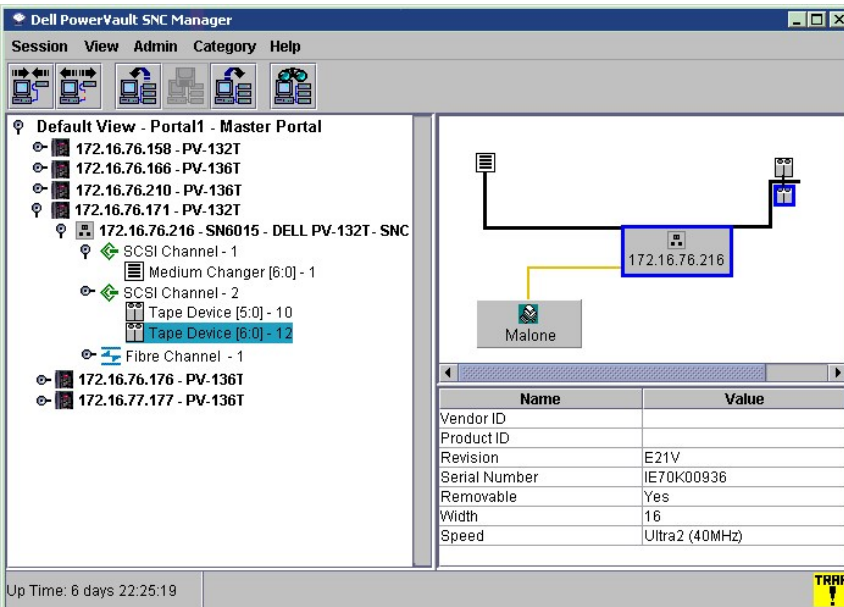 Dell PowerVault SNC Manager
Session View Admin Category Help
Default View - Portal1 - Master Portal
172.16.76.158 - PV-132T
172.16.76.166 - PV-136T
172.16.76.210 - PV-136T
172.16.76.171 - PV-132T
172.16.76.216 - SN6015 - DELL PV-132T - SNC
SCSI Channel - 1
Medium Changer [6:0] - 1
SCSI Channel - 2
Tape Device [5:0] - 10
Tape Device [6:0] - 12
Fibre Channel - 1
172.16.76.176 - PV-136T
172.16.77.177 - PV-136T
172.16.76.216
Malone
Name Value
Vendor ID
Product ID
Revision E21V
Serial Number IE70K00936
Removable Yes
Width 16
Speed Ultra2 (40MHz)
Up Time: 6 days 22:25:19
TRAP
!